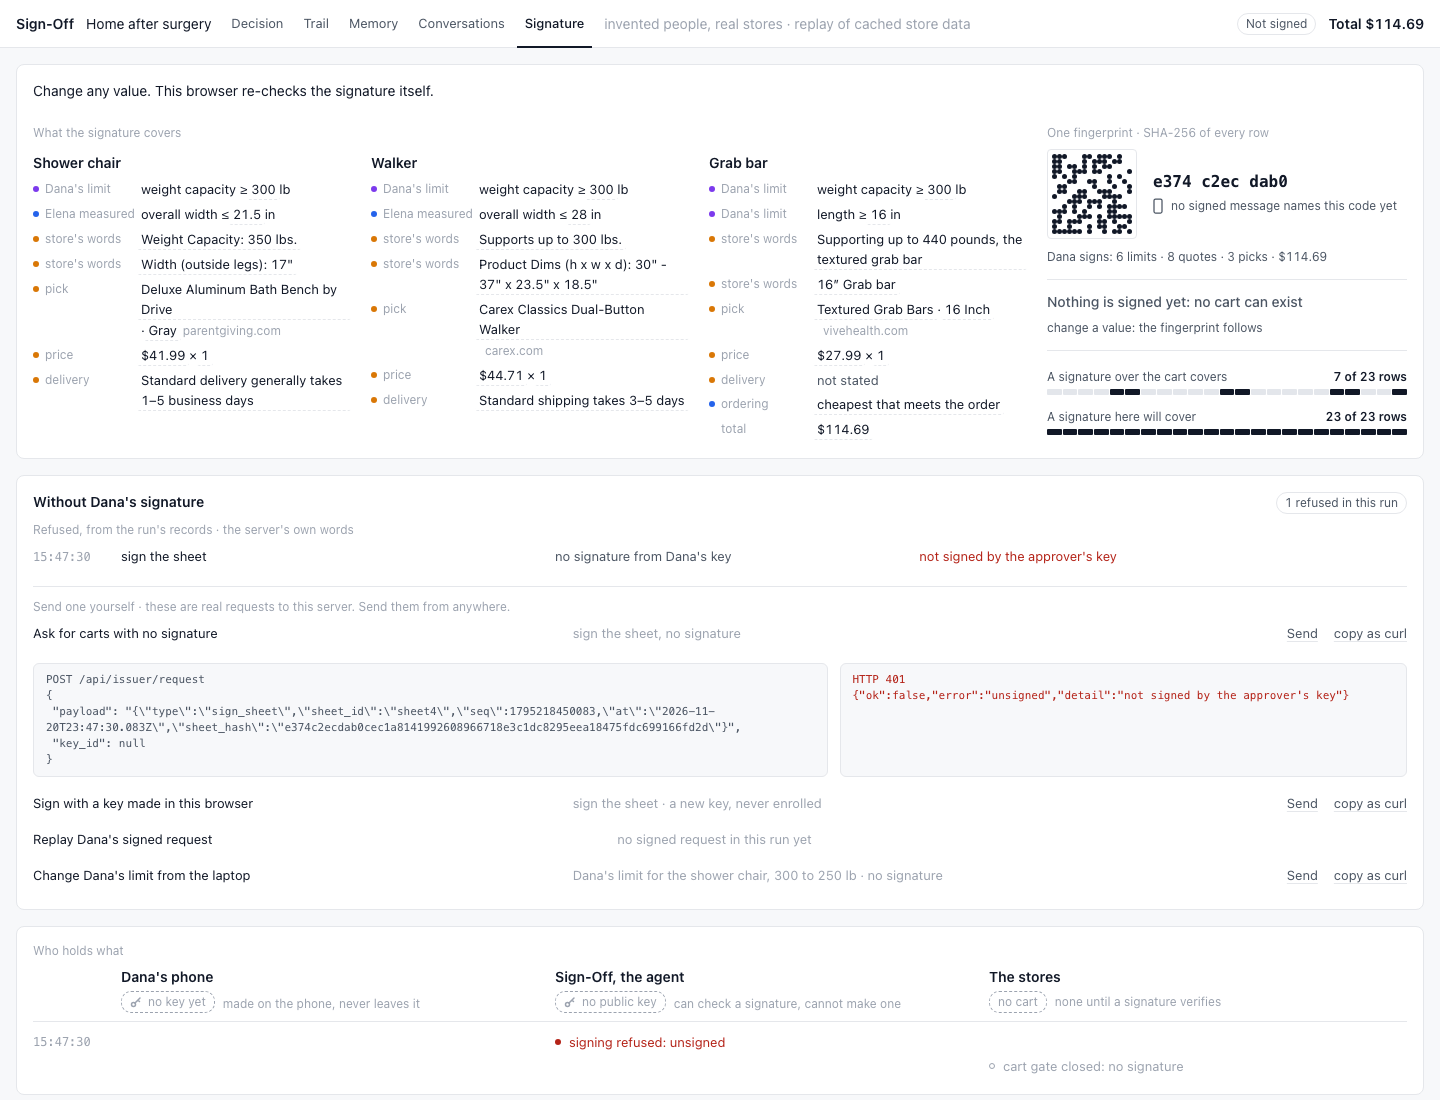 Sign-Off Home after surgery Decision Trail Memory Conversations Signature invented people, real stores · replay of cached store data Not signed Total $114.69
Change any value. This browser re-checks the signature itself.
What the signature covers
Shower chair
Dana's limit weight capacity ≥ 300 lb
Elena measured overall width ≤ 21.5 in
store's words Weight Capacity: 350 lbs.
store's words Width (outside legs): 17"
pick Deluxe Aluminum Bath Bench by
Drive
· Gray parentgiving.com
price $41.99 × 1
delivery Standard delivery generally takes
1–5 business days
Walker
Dana's limit weight capacity ≥ 300 lb
Elena measured overall width ≤ 28 in
store's words Supports up to 300 lbs.
store's words Product Dims (h x w x d): 30" -
37" x 23.5" x 18.5"
pick Carex Classics Dual-Button
Walker
carex.com
price $44.71 × 1
delivery Standard shipping takes 3–5 days
Grab bar
Dana's limit weight capacity ≥ 300 lb
Dana's limit length ≥ 16 in
store's words Supporting up to 440 pounds, the
textured grab bar
store's words 16” Grab bar
pick Textured Grab Bars · 16 Inch
vivehealth.com
price $27.99 × 1
delivery not stated
ordering cheapest that meets the order
total $114.69
One fingerprint · SHA-256 of every row
e374 c2ec dab0
no signed message names this code yet
Dana signs: 6 limits · 8 quotes · 3 picks · $114.69
Nothing is signed yet: no cart can exist
change a value: the fingerprint follows
A signature over the cart covers 7 of 23 rows
A signature here will cover 23 of 23 rows
Without Dana's signature 1 refused in this run
Refused, from the run's records · the server's own words
15:47:30 sign the sheet no signature from Dana's key not signed by the approver's key
Send one yourself · these are real requests to this server. Send them from anywhere.
Ask for carts with no signature sign the sheet, no signature Send copy as curl
POST /api/issuer/request
{
"payload": "{\"type\":\"sign_sheet\",\"sheet_id\":\"sheet4\",\"seq\":1795218450083,\"at\":\"2026-11-
20T23:47:30.083Z\",\"sheet_hash\":\"e374c2ecdab0cec1a8141992608966718e3c1dc8295eea18475fdc699166fd2d\"}",
"key_id": null
}
HTTP 401
{"ok":false,"error":"unsigned","detail":"not signed by the approver's key"}
Sign with a key made in this browser sign the sheet · a new key, never enrolled Send copy as curl
Replay Dana's signed request no signed request in this run yet
Change Dana's limit from the laptop Dana's limit for the shower chair, 300 to 250 lb · no signature Send copy as curl
Who holds what
Dana's phone Sign-Off, the agent The stores
no key yet made on the phone, never leaves it no public key can check a signature, cannot make one no cart none until a signature verifies
15:47:30 signing refused: unsigned
cart gate closed: no signature